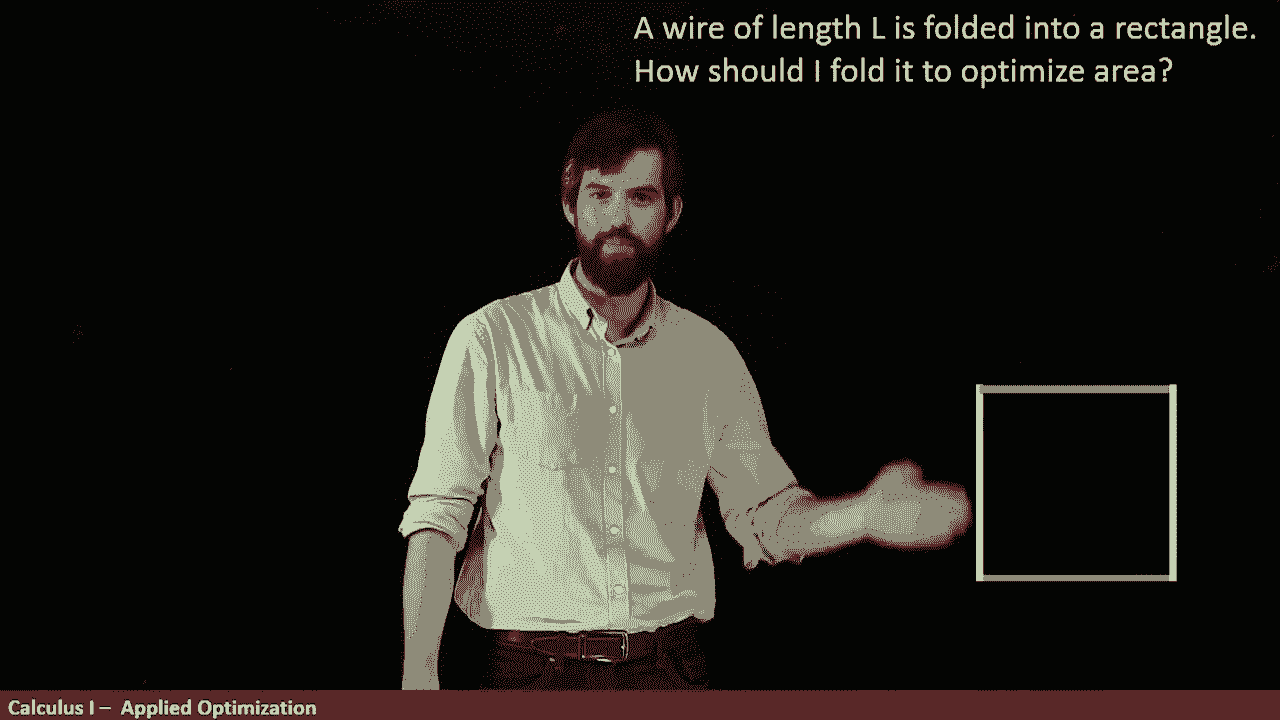 A wire of length L is folded into a rectangle.
How should I fold it to optimize area?
Calculus I – Applied Optimization